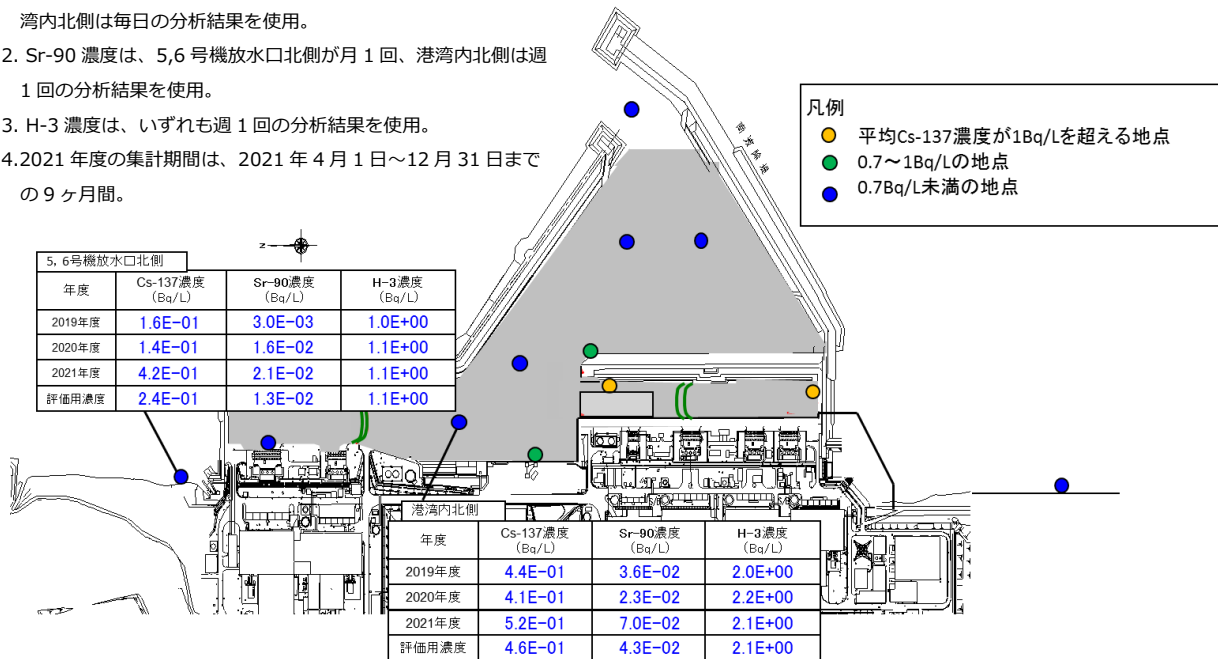 湾内北側は毎日の分析結果を使用。
2. Sr-90 濃度は、5,6 号機放水口北側が月 1 回、港湾内北側は週
1 回の分析結果を使用。
3. H-3 濃度は、いずれも週 1 回の分析結果を使用。
4.2021 年度の集計期間は、2021 年 4 月 1 日～12 月 31 日まで
の 9 ヶ月間。
凡例
平均Cs-137濃度が1Bq/Lを超える地点
0.7～1Bq/Lの地点
0.7Bq/L未満の地点
N
5, 6号機放水口北側
年度 Cs-137濃度 (Bq/L) Sr-90濃度 (Bq/L) H-3濃度 (Bq/L)
2019年度 1.6E-01 3.0E-03 1.0E+00
2020年度 1.4E-01 1.6E-02 1.1E+00
2021年度 4.2E-01 2.1E-02 1.1E+00
評価用濃度 2.4E-01 1.3E-02 1.1E+00
港湾内北側
年度 Cs-137濃度 (Bq/L) Sr-90濃度 (Bq/L) H-3濃度 (Bq/L)
2019年度 4.4E-01 3.6E-02 2.0E+00
2020年度 4.1E-01 2.3E-02 2.2E+00
2021年度 5.2E-01 7.0E-02 2.1E+00
評価用濃度 4.6E-01 4.3E-02 2.1E+00